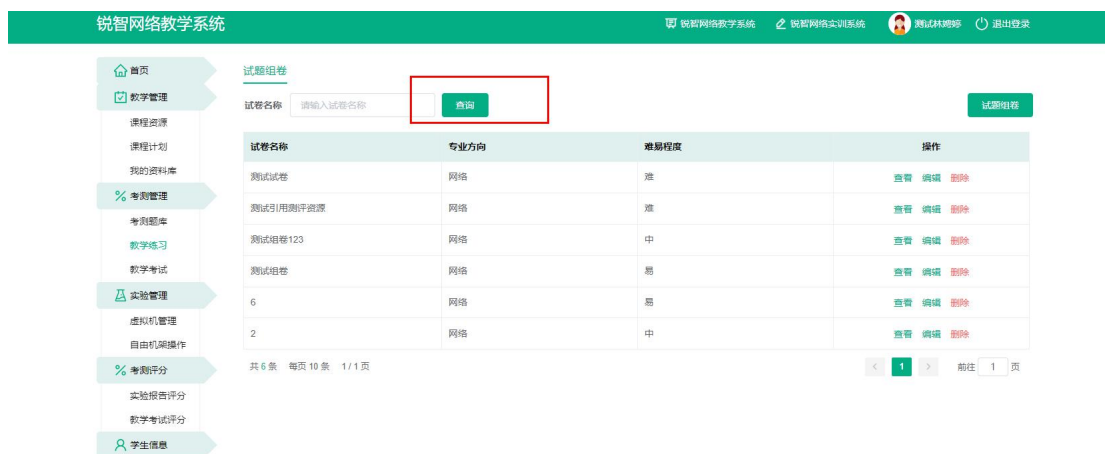 锐智网络教学系统
锐智网络教学系统 锐智网络实训系统 测试林婷婷 退出登录
首页
教学管理
课程资源
课程计划
我的资料库
考测管理
考测题库
教学练习
教学考试
实验管理
虚拟机管理
自由机架操作
考测评分
实验报告评分
教学考试评分
学生信息
试题组卷
试卷名称 请输入试卷名称 查询 试题组卷
试卷名称 专业方向 难易程度 操作
测试试卷 网络 难 查看 编辑 删除
测试引用测评资源 网络 难 查看 编辑 删除
测试组卷123 网络 中 查看 编辑 删除
测试组卷 网络 易 查看 编辑 删除
6 网络 易 查看 编辑 删除
2 网络 中 查看 编辑 删除
共 6 条 每页 10 条 1 / 1 页 < 1 > 前往 1 页